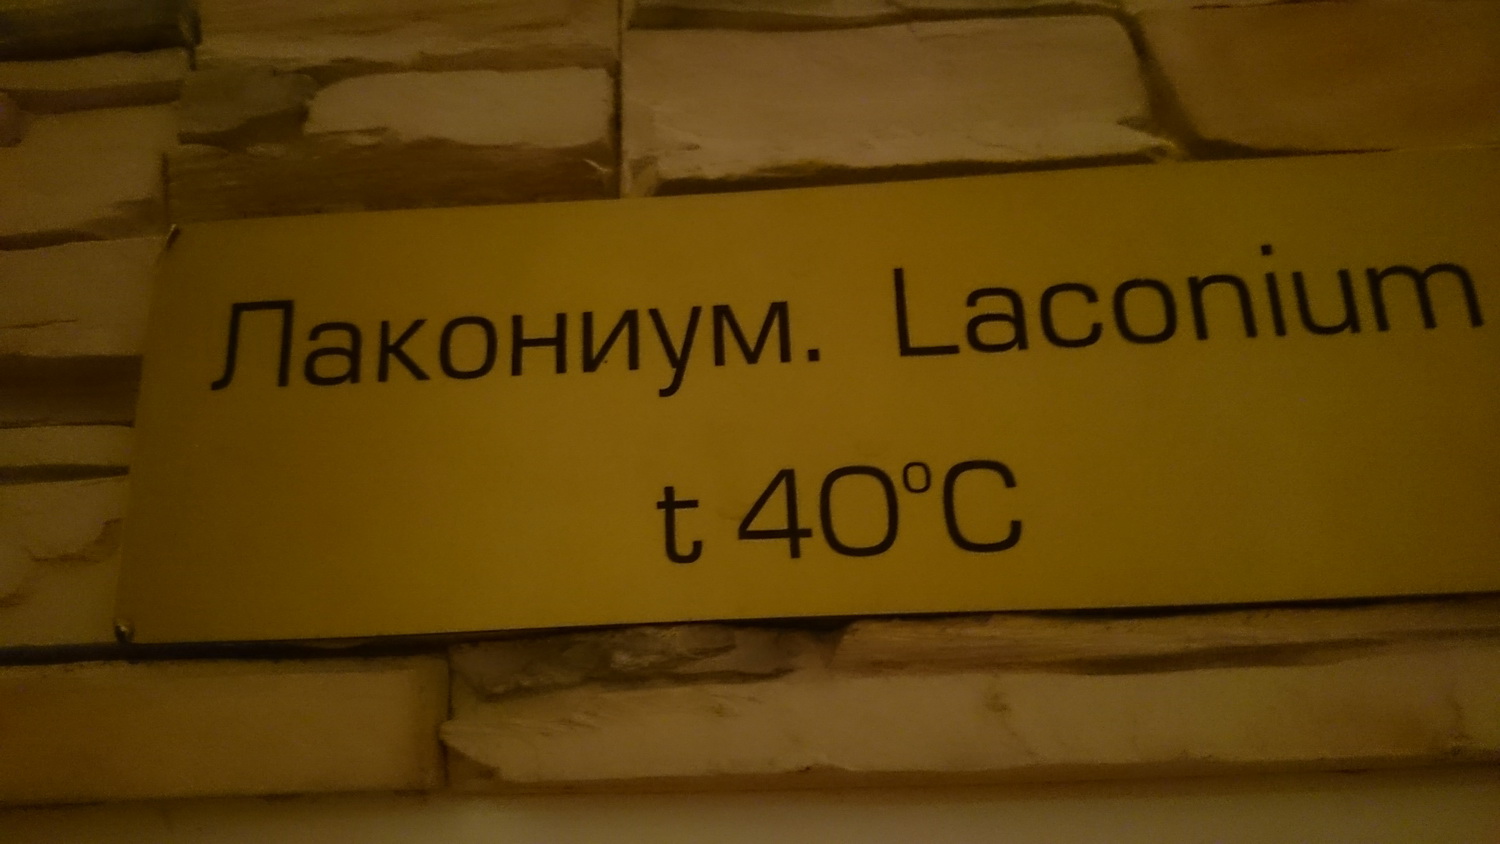 Лакониум. Laconium
t 40°C